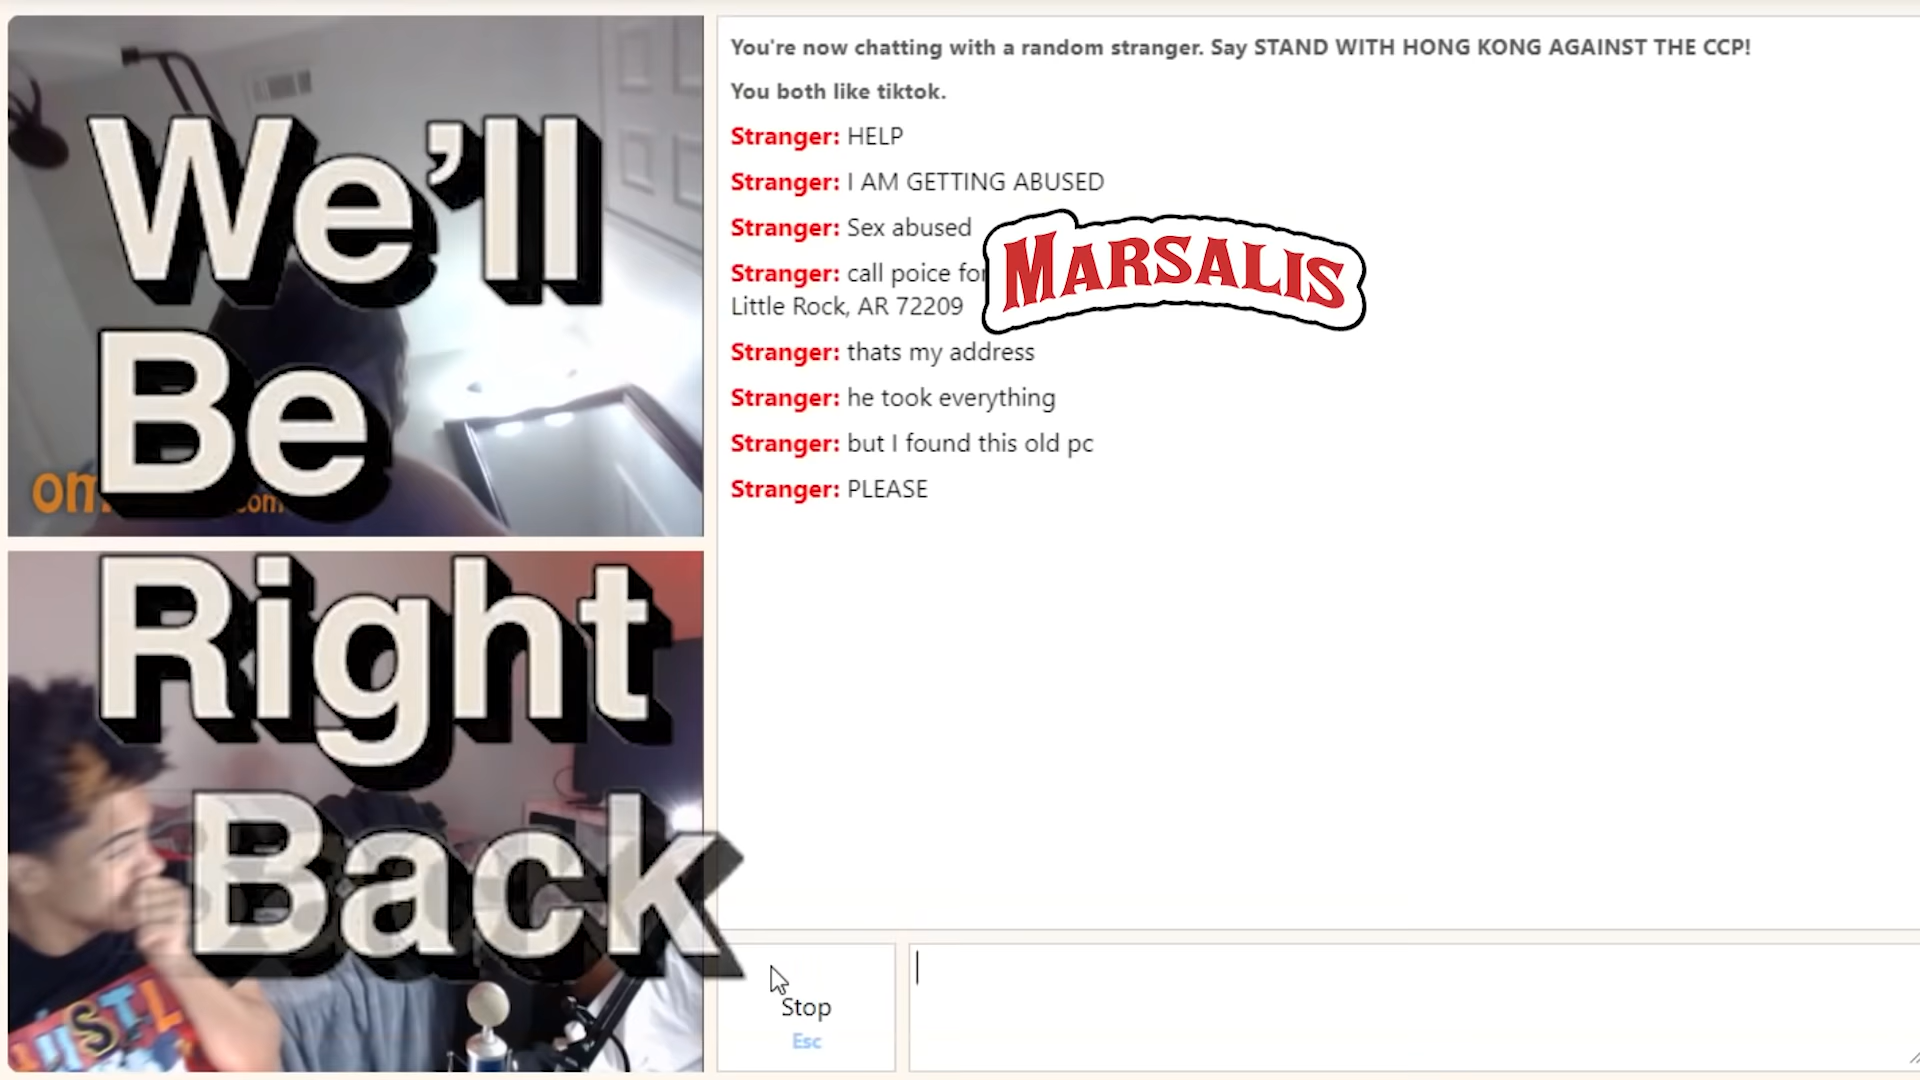 We'll
Be
Right
Back
com
You're now chatting with a random stranger. Say STAND WITH HONG KONG AGAINST THE CCP!
You both like tiktok.
Stranger: HELP
Stranger: I AM GETTING ABUSED
Stranger: Sex abused
Stranger: call poice for
Little Rock, AR 72209
MARSALIS
Stranger: thats my address
Stranger: he took everything
Stranger: but I found this old pc
Stranger: PLEASE
Stop
Esc